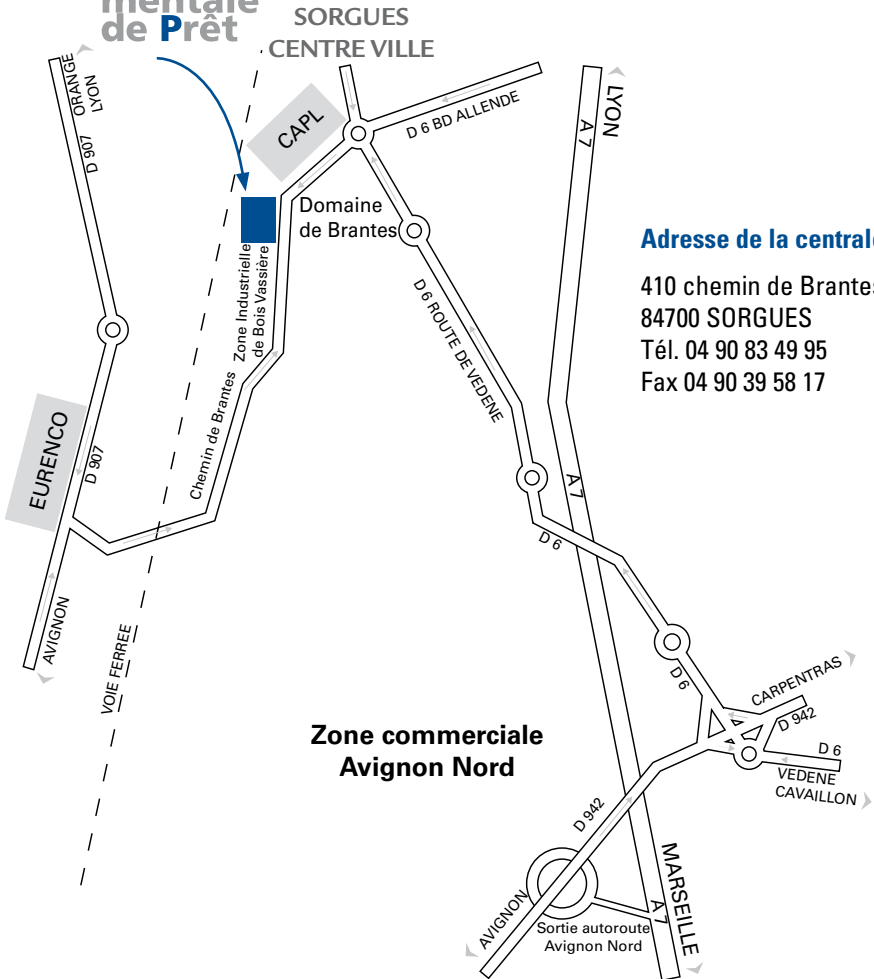 mentale
de Prêt
SORGUES
CENTRE VILLE
ORANGE
LYON
D 907
CAPL
D 6 BD ALLENDE
A 7
LYON
Domaine
de Brantes
Zone Industrielle
de Bois Vassière
Adresse de la centrale
410 chemin de Brantes
84700 SORGUES
Tél. 04 90 83 49 95
Fax 04 90 39 58 17
D 6 ROUTE DE VEDENE
Chemin de Brantes
EURENCO
D 907
A 7
D 6
AVIGNON
VOIE FERREE
D 6
CARPENTRAS
D 942
D 6
VEDENE
CAVAILLON
Zone commerciale
Avignon Nord
D 942
MARSEILLE
A 7
AVIGNON
Sortie autoroute
Avignon Nord